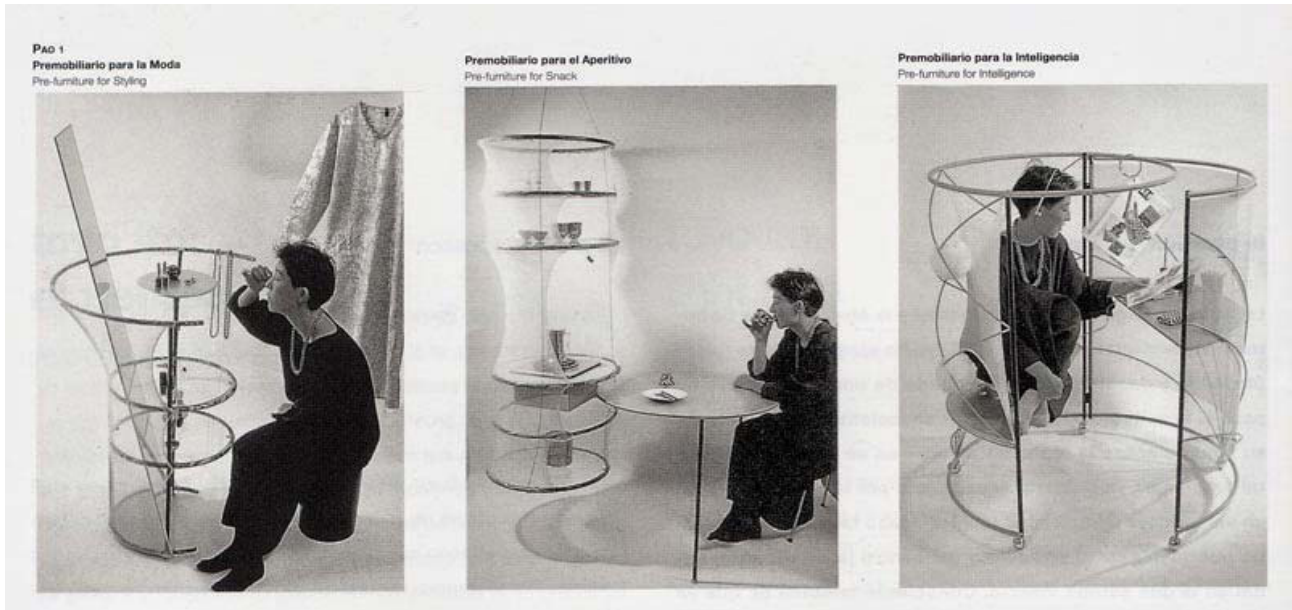 PAO 1
Premobiliario para la Moda
Pre-furniture for Styling
Premobiliario para el Aperitivo
Pre-furniture for Snack
Premobiliario para la Inteligencia
Pre-furniture for Intelligence